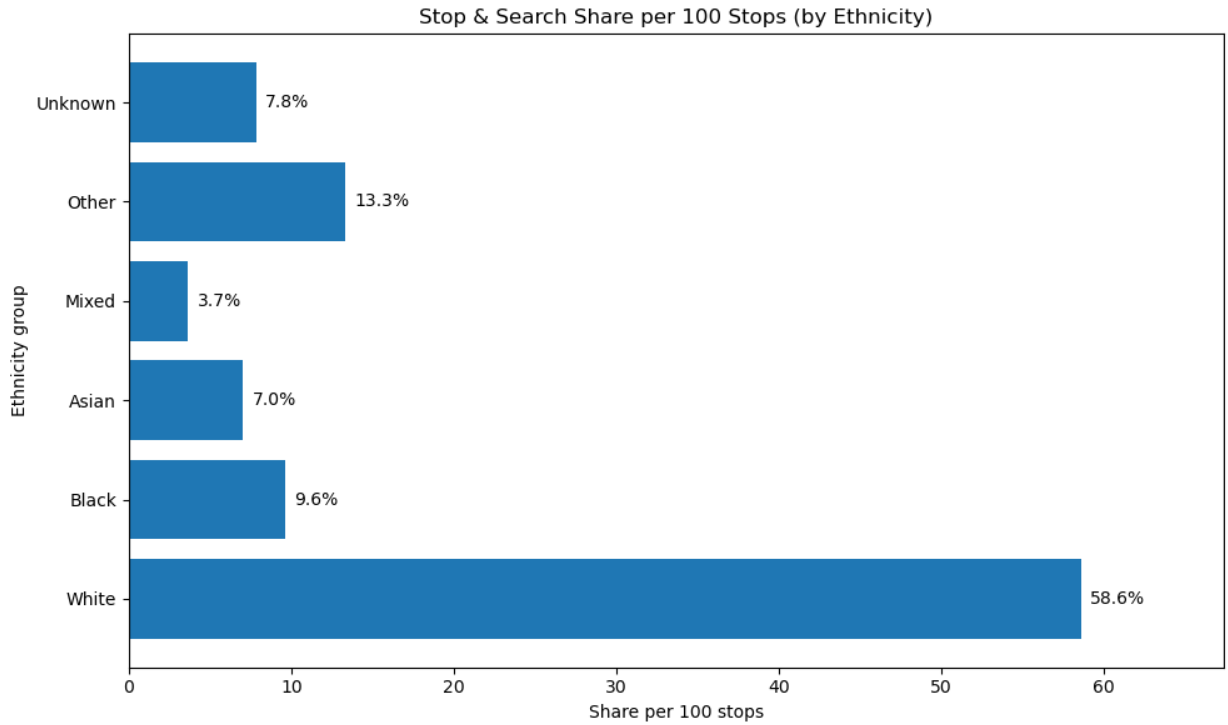 Stop & Search Share per 100 Stops (by Ethnicity)
Unknown
7.8%
Other
13.3%
Mixed
3.7%
Asian
7.0%
Black
9.6%
White
58.6%
Ethnicity group
0 10 20 30 40 50 60
Share per 100 stops